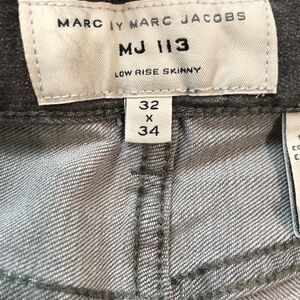 MARC BY MARC JACOBS
MJ 113
LOW RISE SKINNY
32
X
34